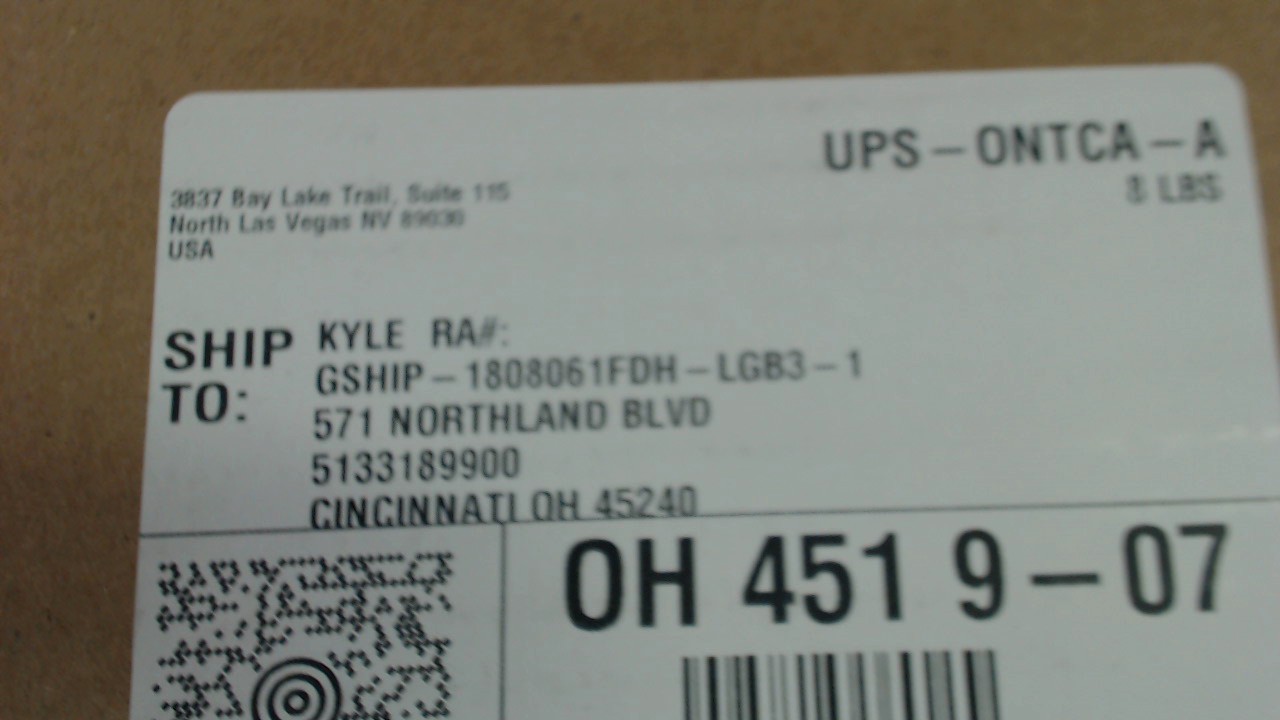 UPS-ONTCA-A
8 LBS
3837 Bay Lake Trail, Suite 115
North Las Vegas NV 89030
USA
SHIP TO:
KYLE RA#:
GSHIP-1808061FDH-LGB3-1
571 NORTHLAND BLVD
5133189900
CINCINNATI OH 45240
OH 451 9-07